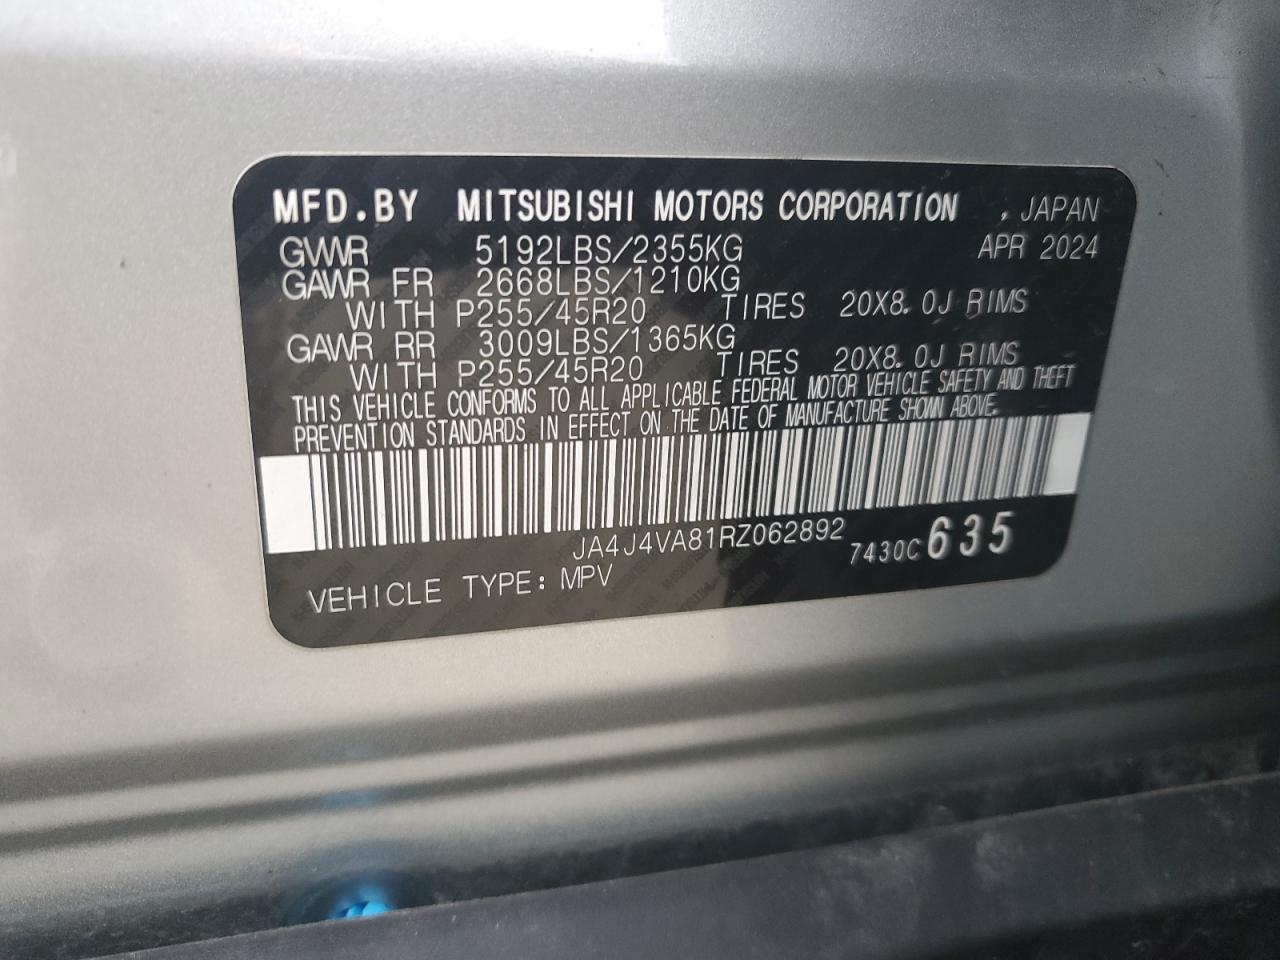 MFD.BY MITSUBISHI MOTORS CORPORATION , JAPAN
GVWR 5192LBS/2355KG APR 2024
GAWR FR 2668LBS/1210KG
WITH P255/45R20 TIRES 20X8.0J RIMS
GAWR RR 3009LBS/1365KG
WITH P255/45R20 TIRES 20X8.0J RIMS
THIS VEHICLE CONFORMS TO ALL APPLICABLE FEDERAL MOTOR VEHICLE SAFETY AND THEFT
PREVENTION STANDARDS IN EFFECT ON THE DATE OF MANUFACTURE SHOWN ABOVE.
JA4J4VA81RZ062892 7430C 635
VEHICLE TYPE: MPV